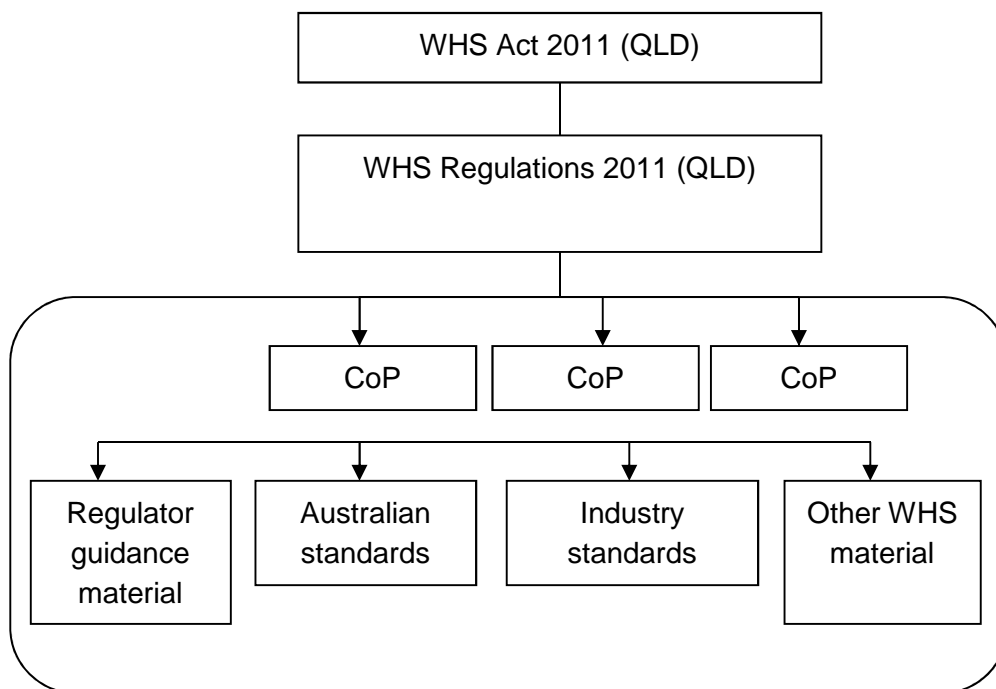 WHS Act 2011 (QLD)
WHS Regulations 2011 (QLD)
CoP
CoP
CoP
Regulator
guidance
material
Australian
standards
Industry
standards
Other WHS
material